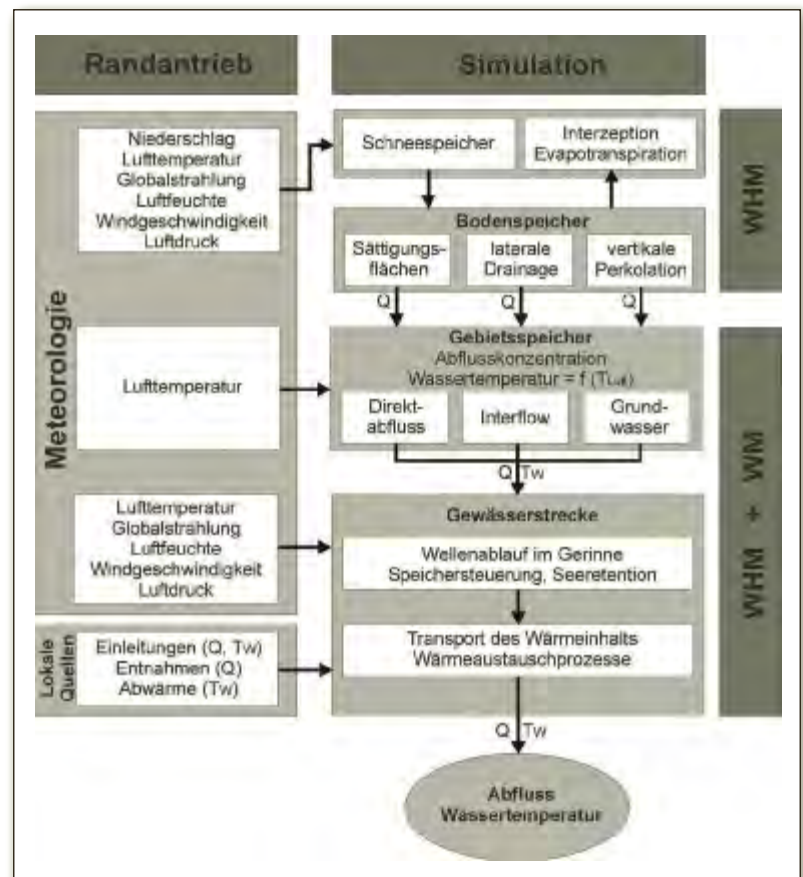 Randantrieb
Simulation
Meteorologie
Niederschlag
Lufttemperatur
Globalstrahlung
Luftfeuchte
Windgeschwindigkeit
Luftdruck
Schneespeicher
Interzeption
Evapotranspiration
WHM
Bodenspeicher
Sättigungs-
flächen
laterale
Drainage
vertikale
Perkolation
Q
Q
Q
Lufttemperatur
Gebietsspeicher
Abflusskonzentration
Wassertemperatur = f (TLuft)
Direkt-
abfluss
Interflow
Grund-
wasser
Q Tw
WHM + WM
Lufttemperatur
Globalstrahlung
Luftfeuchte
Windgeschwindigkeit
Luftdruck
Gewässerstrecke
Wellenablauf im Gerinne
Speichersteuerung, Seeretention
Lokale
Quellen
Einleitungen (Q, Tw)
Entnahmen (Q)
Abwärme (Tw)
Transport des Wärmeinhalts
Wärmeaustauschprozesse
Q Tw
Abfluss
Wassertemperatur